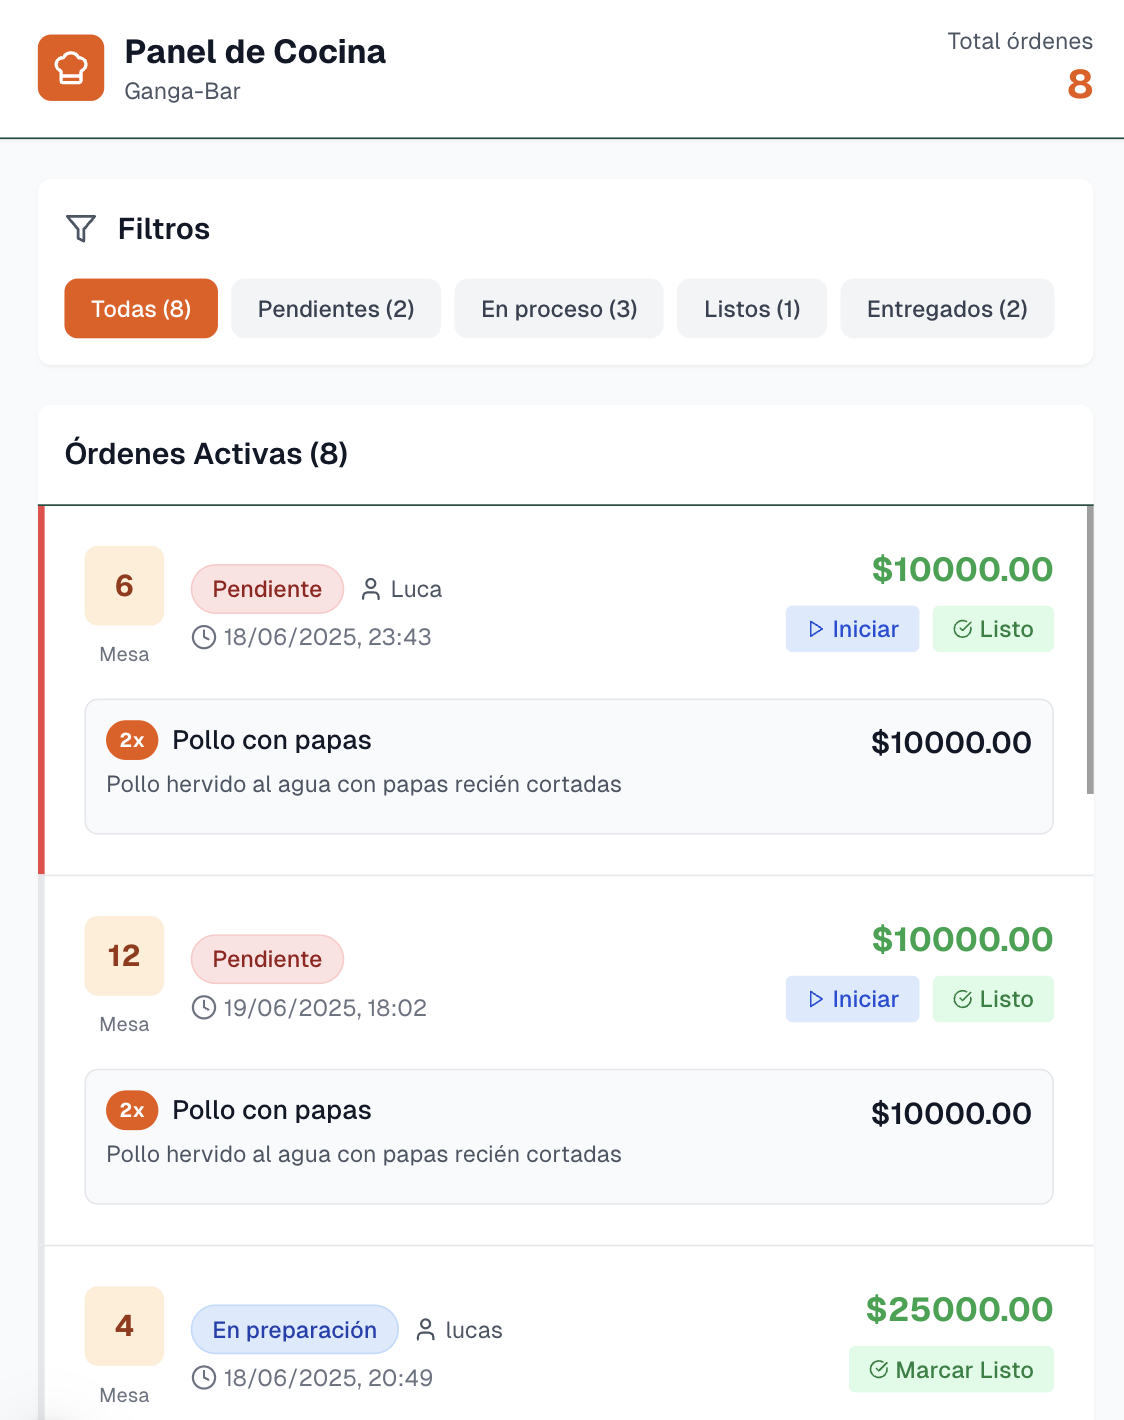 Panel de Cocina
Ganga-Bar
Total órdenes
8
Filtros
Todas (8)
Pendientes (2)
En proceso (3)
Listos (1)
Entregados (2)
Órdenes Activas (8)
6
Mesa
Pendiente
Luca
18/06/2025, 23:43
$10000.00
Iniciar
Listo
2x Pollo con papas
$10000.00
Pollo hervido al agua con papas recién cortadas
12
Mesa
Pendiente
19/06/2025, 18:02
$10000.00
Iniciar
Listo
2x Pollo con papas
$10000.00
Pollo hervido al agua con papas recién cortadas
4
Mesa
En preparación
lucas
18/06/2025, 20:49
$25000.00
Marcar Listo